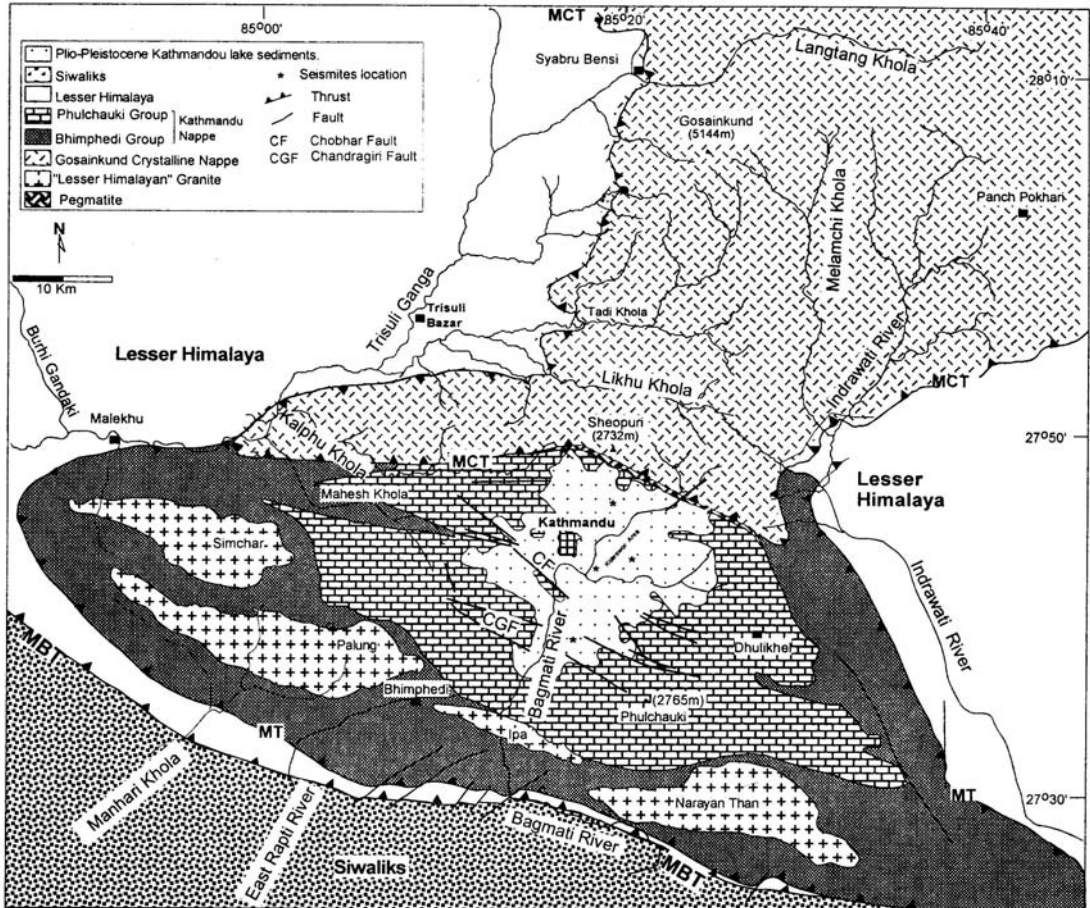 85°00'
MCT
85°20'
85°40'
Plio-Pleistocene Kathmandou lake sediments.
Siwaliks
Lesser Himalaya
Phulchauki Group
Bhimphedi Group
Kathmandu
Nappe
Gosainkund Crystalline Nappe
"Lesser Himalayan" Granite
Pegmatite
Seismites location
Thrust
Fault
CF Chobhar Fault
CGF Chandragiri Fault
N
10 Km
Syabru Bensi
Langtang Khola
28°10'
Gosainkund
(5144m)
Melamchi Khola
Panch Pokhari
Trisuli Ganga
Trisuli
Bazar
Tadi Khola
Burhi Gandaki
Lesser Himalaya
Likhu Khola
Indrawati River
MCT
Malekhu
Kalphu Khola
Sheopuri
(2732m)
27°50'
MCT
Lesser
Himalaya
Mahesh Khola
Kathmandu
Simchar
CF
Indrawati River
CGF
Bagmati River
Dhulikhel
MBT
Palung
Bhimphedi
(2765m)
Phulchauki
MT
Ipa
Manhari Khola
Narayan Than
MT
27°30'
East Rapti River
Bagmati River
Siwaliks
MBT